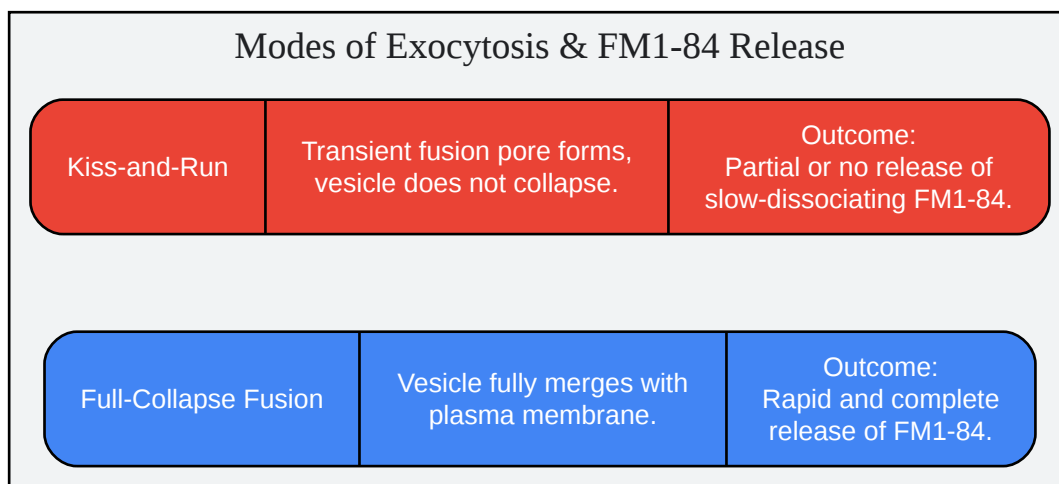 Modes of Exocytosis & FM1-84 Release
Kiss-and-Run
Transient fusion pore forms,
vesicle does not collapse.
Outcome:
Partial or no release of
slow-dissociating FM1-84.
Full-Collapse Fusion
Vesicle fully merges with
plasma membrane.
Outcome:
Rapid and complete
release of FM1-84.